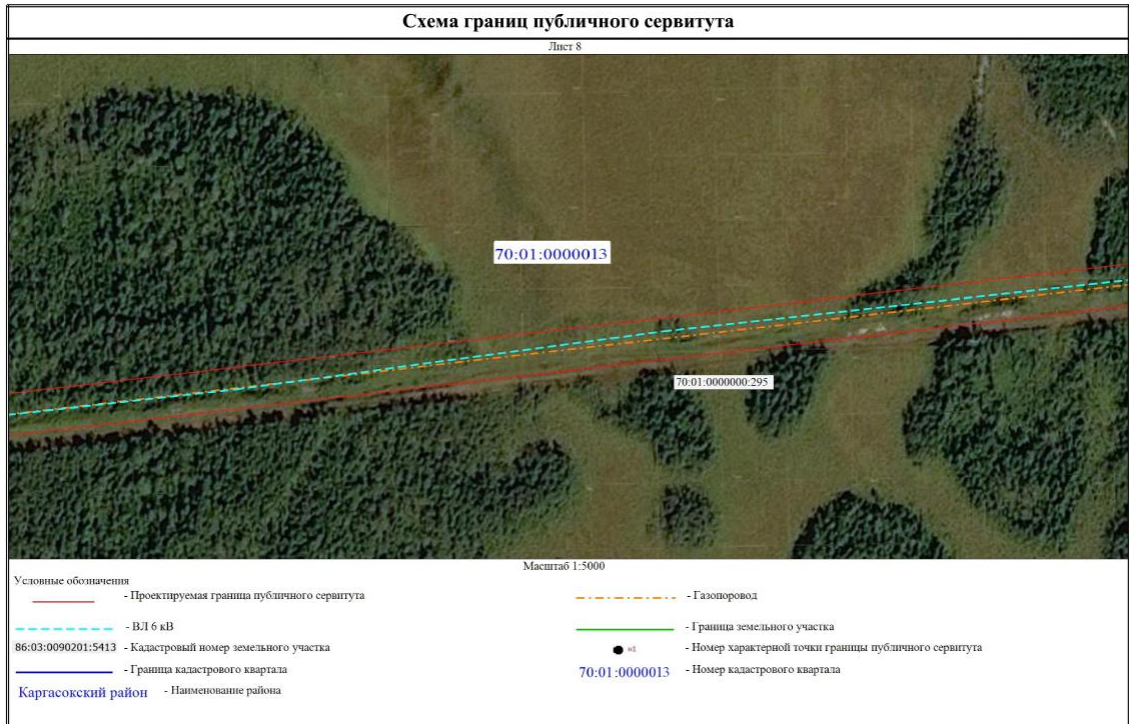 Схема границ публичного сервитута
Лист 8
70:01:0000013
70:01:0000000:295
Масштаб 1:5000
Условные обозначения
- Проектируемая граница публичного сервитута
- Газопоровод
- ВЛ 6 кВ
- Граница земельного участка
86:03:0090201:5413 - Кадастровый номер земельного участка
н1 - Номер характерной точки границы публичного сервитута
- Граница кадастрового квартала
70:01:0000013 - Номер кадастрового квартала
Каргасокский район - Наименование района